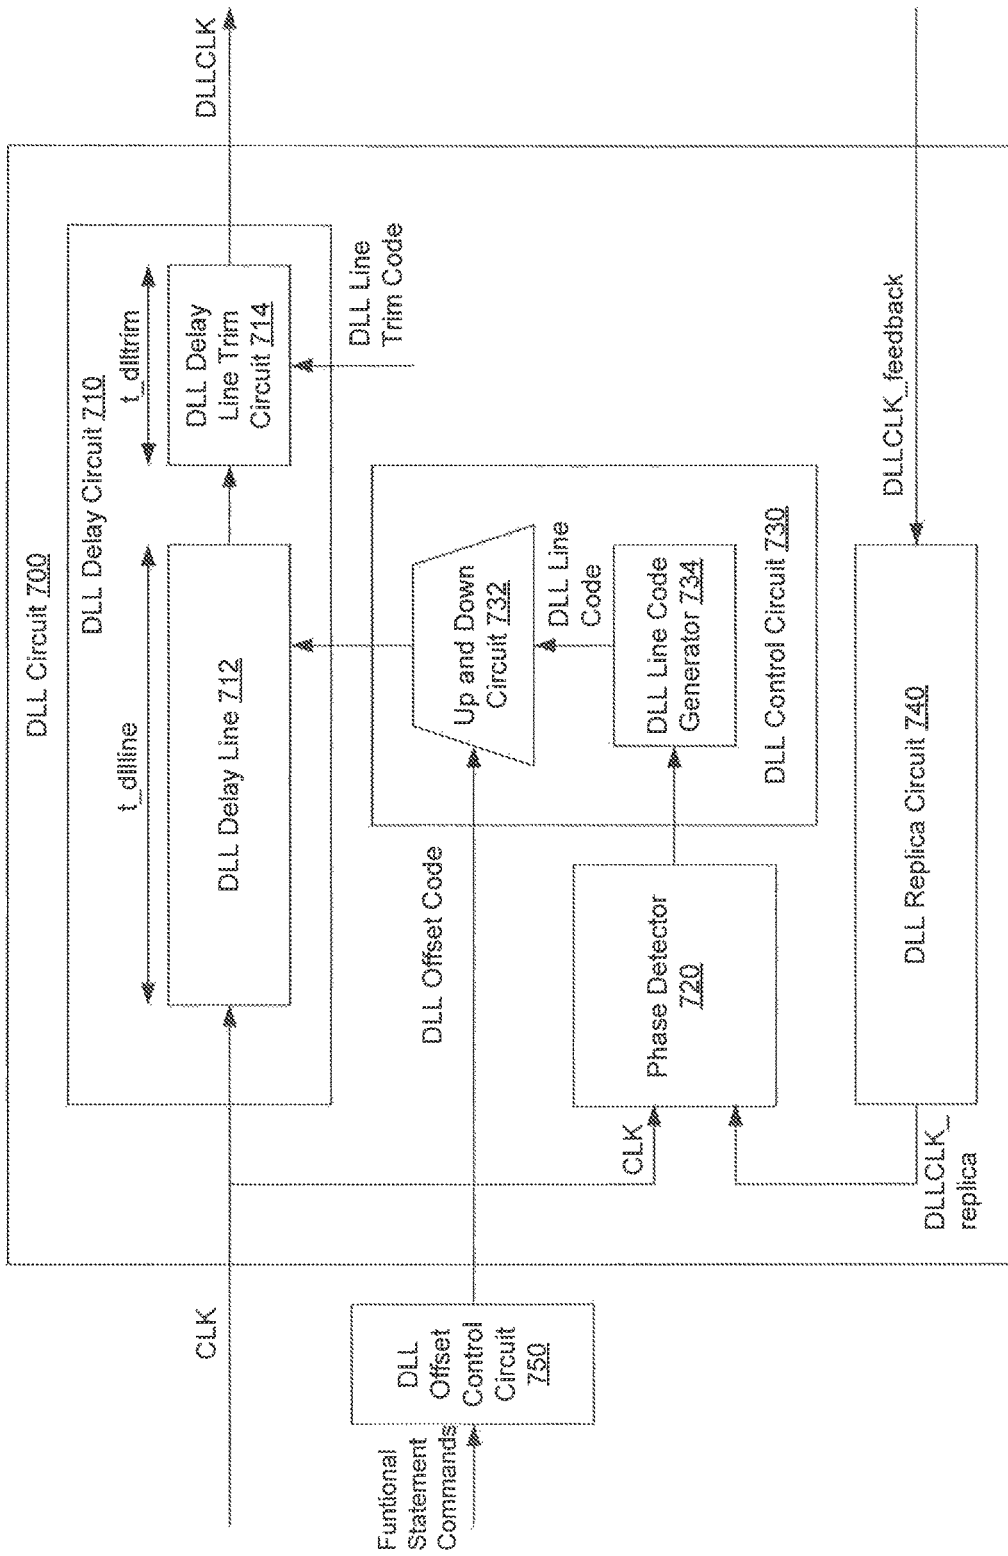 DLL Circuit 700
DLL Delay Circuit 710
t_dllline
t_dlltrim
DLLCLK
CLK
DLL Delay Line 712
DLL Delay
Line Trim
Circuit 714
DLL Line
Trim Code
Funtional
Statement
Commands
DLL
Offset
Control
Circuit
750
DLL Offset Code
Up and Down
Circuit 732
DLL Line
Code
DLL Line Code
Generator 734
DLL Control Circuit 730
CLK
Phase Detector
720
DLLCLK_
replica
DLL Replica Circuit 740
DLLCLK_feedback